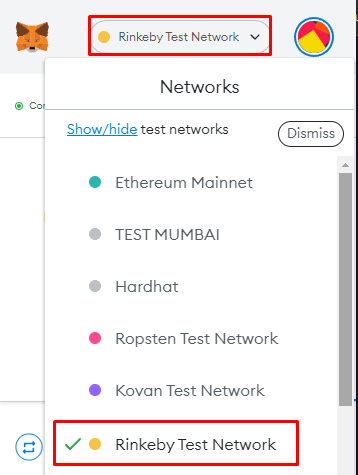 Rinkeby Test Network
Networks
Show/hide test networks
Dismiss
Ethereum Mainnet
TEST MUMBAI
Hardhat
Ropsten Test Network
Kovan Test Network
Rinkeby Test Network